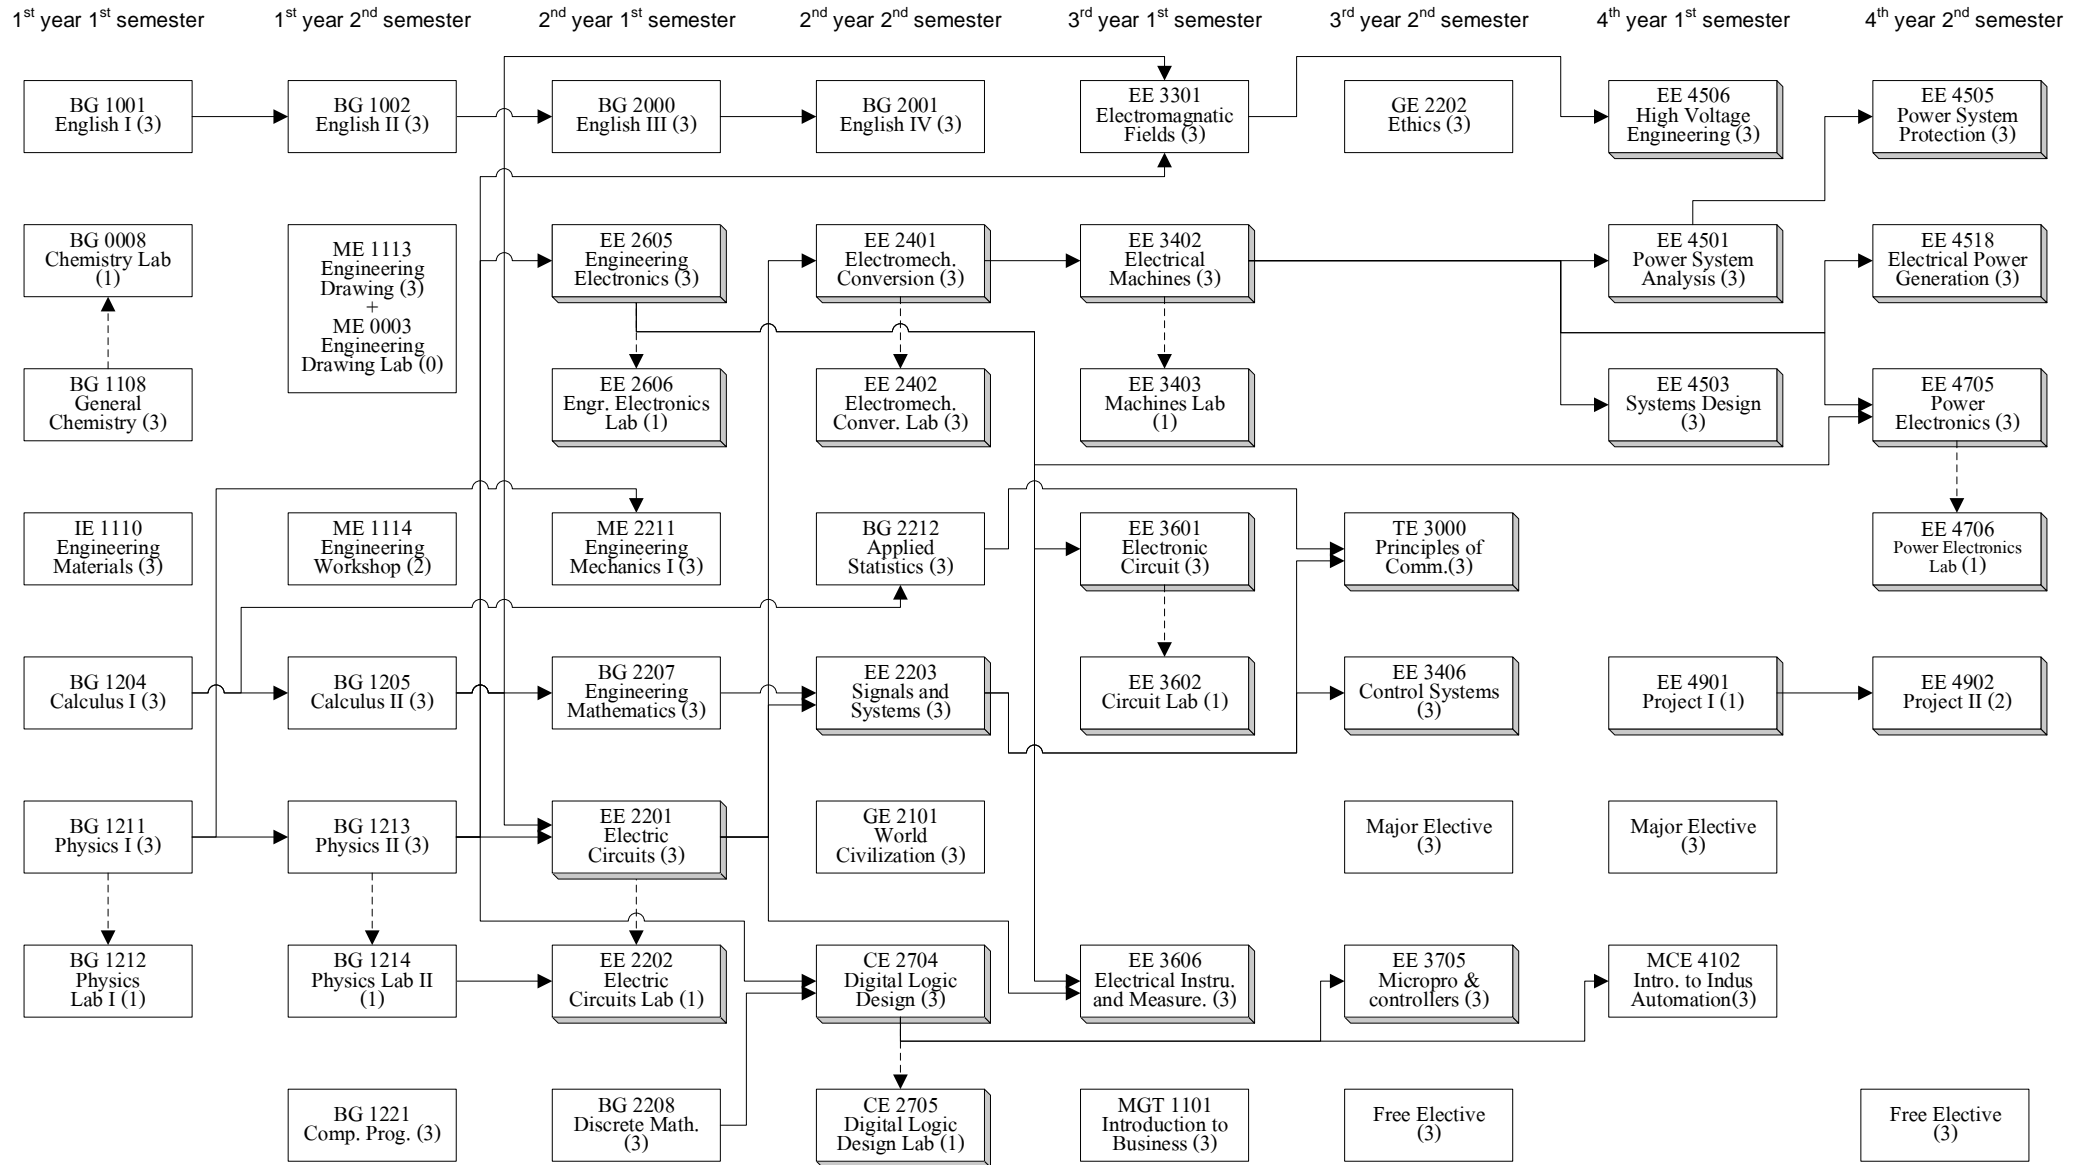 1st year 1st semester
1st year 2nd semester
2nd year 1st semester
2nd year 2nd semester
3rd year 1st semester
3rd year 2nd semester
4th year 1st semester
4th year 2nd semester
BG 1001
English I (3)
BG 1002
English II (3)
BG 2000
English III (3)
BG 2001
English IV (3)
EE 3301
Electromagnetic
Fields (3)
GE 2202
Ethics (3)
EE 4506
High Voltage
Engineering (3)
EE 4505
Power System
Protection (3)
BG 0008
Chemistry Lab
(1)
ME 1113
Engineering
Drawing (3)
+
ME 0003
Engineering
Drawing Lab (0)
EE 2605
Engineering
Electronics (3)
EE 2401
Electromech.
Conversion (3)
EE 3402
Electrical
Machines (3)
EE 4501
Power System
Analysis (3)
EE 4518
Electrical Power
Generation (3)
BG 1108
General
Chemistry (3)
EE 2606
Engr. Electronics
Lab (1)
EE 2402
Electromech.
Conver. Lab (3)
EE 3403
Machines Lab
(1)
EE 4503
Systems Design
(3)
EE 4705
Power
Electronics (3)
IE 1110
Engineering
Materials (3)
ME 1114
Engineering
Workshop (2)
ME 2211
Engineering
Mechanics I (3)
BG 2212
Applied
Statistics (3)
EE 3601
Electronic
Circuit (3)
TE 3000
Principles of
Comm.(3)
EE 4706
Power Electronics
Lab (1)
BG 1204
Calculus I (3)
BG 1205
Calculus II (3)
BG 2207
Engineering
Mathematics (3)
EE 2203
Signals and
Systems (3)
EE 3602
Circuit Lab (1)
EE 3406
Control Systems
(3)
EE 4901
Project I (1)
EE 4902
Project II (2)
BG 1211
Physics I (3)
BG 1213
Physics II (3)
EE 2201
Electric
Circuits (3)
GE 2101
World
Civilization (3)
Major Elective
(3)
Major Elective
(3)
BG 1212
Physics
Lab I (1)
BG 1214
Physics Lab II
(1)
EE 2202
Electric
Circuits Lab (1)
CE 2704
Digital Logic
Design (3)
EE 3606
Electrical Instru.
and Measure. (3)
EE 3705
Micropro &
controllers (3)
MCE 4102
Intro. to Indus
Automation(3)
BG 1221
Comp. Prog. (3)
BG 2208
Discrete Math.
(3)
CE 2705
Digital Logic
Design Lab (1)
MGT 1101
Introduction to
Business (3)
Free Elective
(3)
Free Elective
(3)